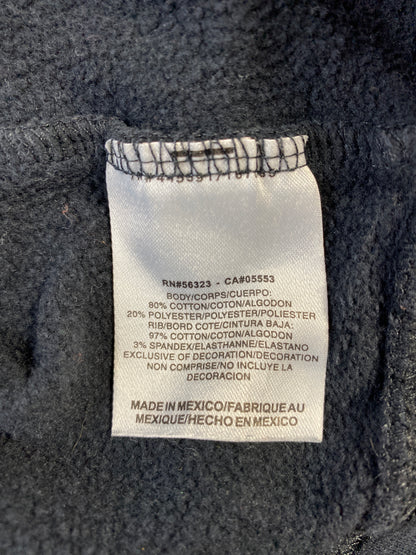 RN#56323 - CA#05553
BODY/CORPS/CUERPO:
80% COTTON/COTON/ALGODON
20% POLYESTER/POLYESTER/POLIESTER
RIB/BORD COTE/CINTURA BAJA:
97% COTTON/COTON/ALGODON
3% SPANDEX/ELASTHANNE/ELASTANO
EXCLUSIVE OF DECORATION/DECORATION
NON COMPRISE/NO INCLUYE LA
DECORACION
MADE IN MEXICO/FABRIQUE AU
MEXIQUE/HECHO EN MEXICO